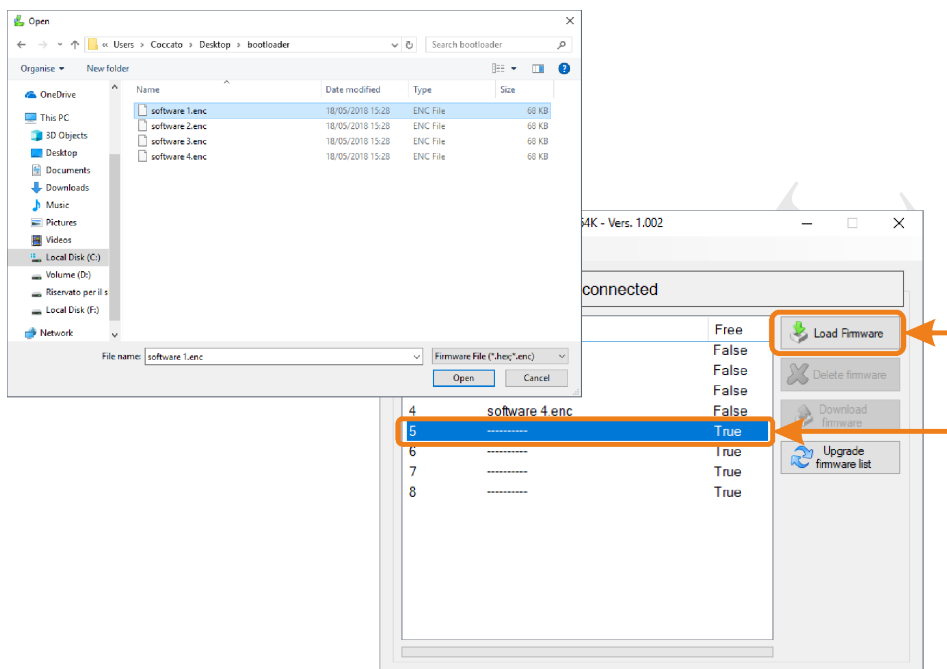 Open
« Users › Coccato › Desktop › bootloader
Search bootloader
Organise
New folder
OneDrive
This PC
3D Objects
Desktop
Documents
Downloads
Music
Pictures
Videos
Local Disk (C:)
Volume (D:)
Riservato per il s
Local Disk (F:)
Network
Name Date modified Type Size
software 1.enc 18/05/2018 15:28 ENC File 68 KB
software 2.enc 18/05/2018 15:28 ENC File 68 KB
software 3.enc 18/05/2018 15:28 ENC File 68 KB
software 4.enc 18/05/2018 15:28 ENC File 68 KB
File name: software 1.enc
Firmware File (*.hex;*.enc)
Open Cancel
64K - Vers. 1.002
connected
Free
False
False
False
4 software 4.enc False
5 ---------- True
6 ---------- True
7 ---------- True
8 ---------- True
Load Firmware
Delete firmware
Download
firmware
Upgrade
firmware list